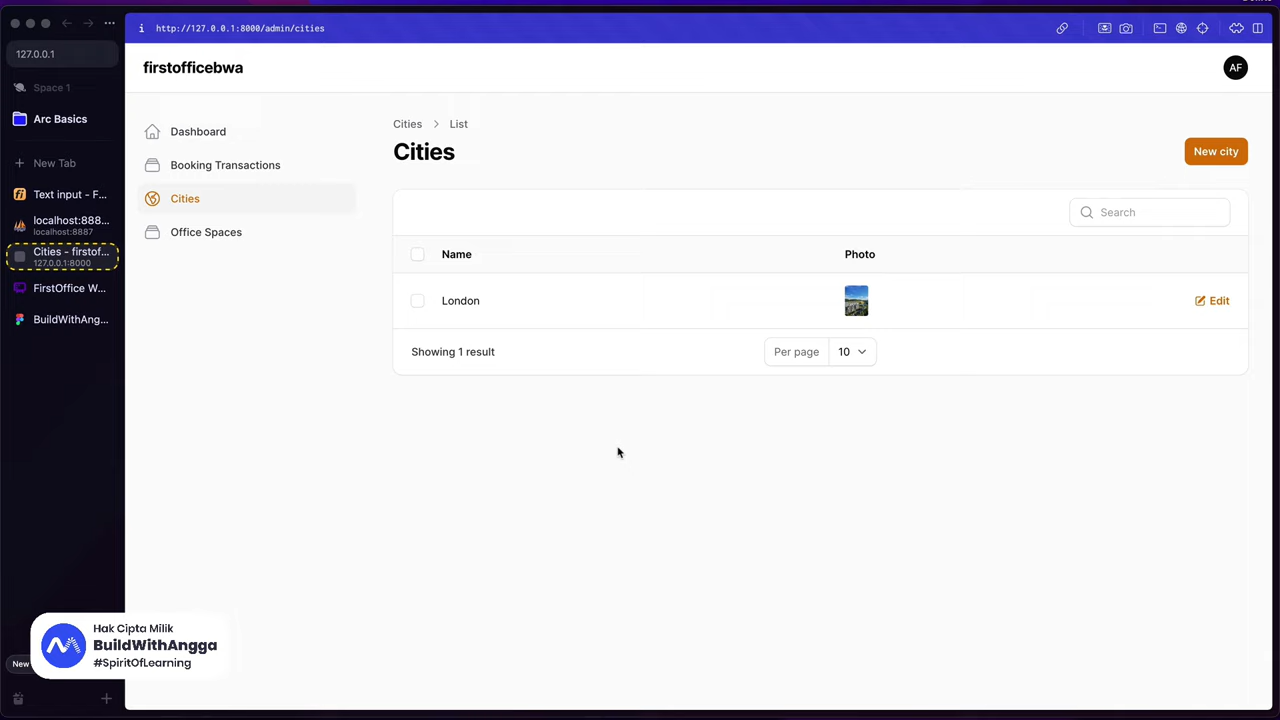 http://127.0.0.1:8000/admin/cities
127.0.0.1
Space 1
Arc Basics
New Tab
Text input - F...
localhost:888...
localhost:8887
Cities - firstof...
127.0.0.1:8000
FirstOffice W...
BuildWithAng...
New
firstofficebwa
AF
Dashboard
Booking Transactions
Cities
Office Spaces
Cities > List
Cities
New city
Search
Name Photo
London Edit
Showing 1 result Per page 10
Hak Cipta Milik
BuildWithAngga
#SpiritOfLearning